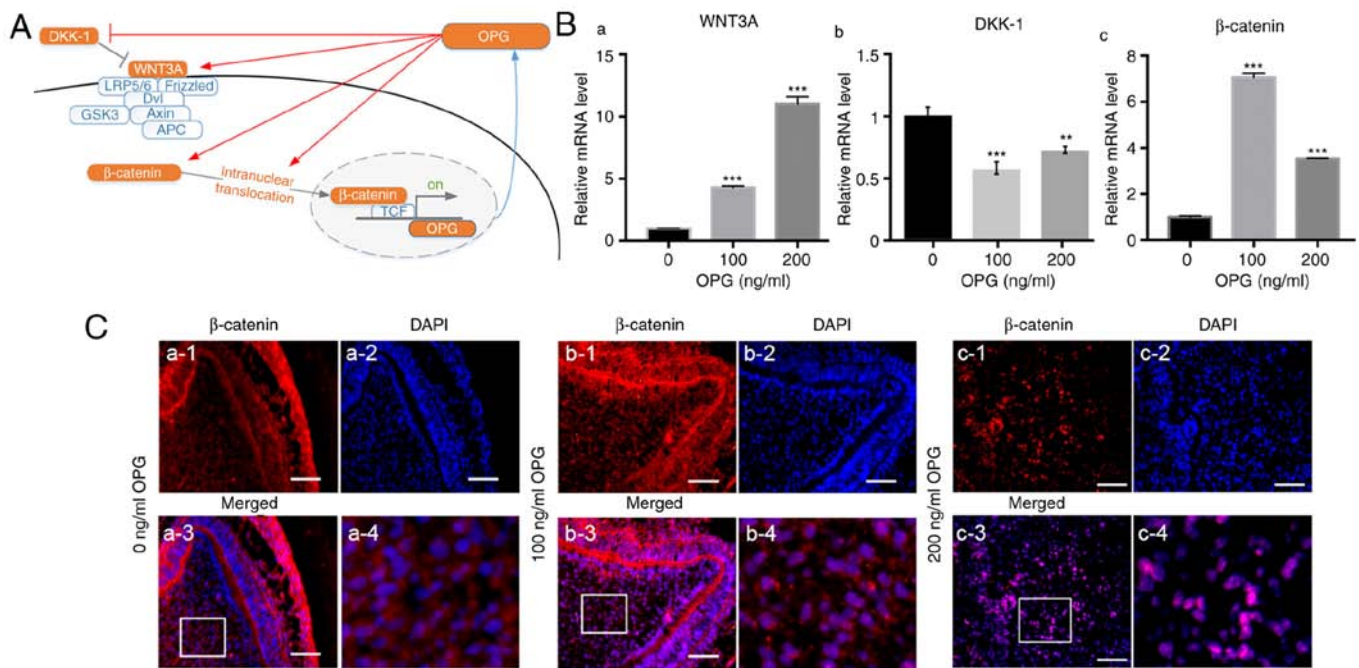 A
DKK-1
OPG
WNT3A
LRP5/6 Frizzled
Dvl
GSK3 Axin
APC
β-catenin
intranuclear
translocation
β-catenin
on
TCF
OPG
B
a
WNT3A
Relative mRNA level
15
10
5
0
***
***
0 100 200
OPG (ng/ml)
b
DKK-1
Relative mRNA level
1.5
1
0.5
0
***
**
0 100 200
OPG (ng/ml)
c
β-catenin
Relative mRNA level
8
6
4
2
0
***
***
0 100 200
OPG (ng/ml)
C
0 ng/ml OPG
β-catenin DAPI
a-1 a-2
Merged
a-3 a-4
100 ng/ml OPG
β-catenin DAPI
b-1 b-2
Merged
b-3 b-4
200 ng/ml OPG
β-catenin DAPI
c-1 c-2
Merged
c-3 c-4